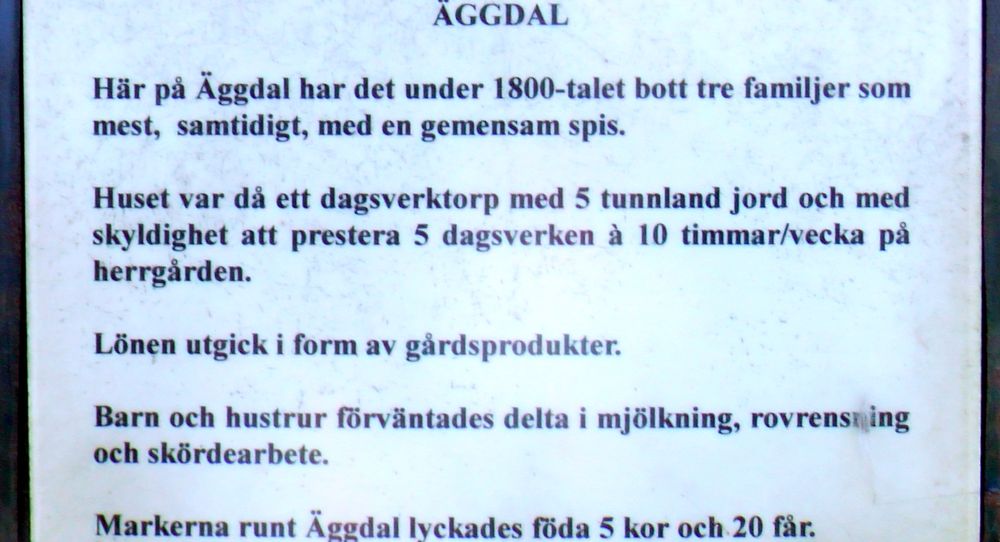 ÄGGDAL
Här på Äggdal har det under 1800-talet bott tre familjer som
mest, samtidigt, med en gemensam spis.
Huset var då ett dagsverktorp med 5 tunnland jord och med
skyldighet att prestera 5 dagsverken à 10 timmar/vecka på
herrgården.
Lönen utgick i form av gårdsprodukter.
Barn och hustrur förväntades delta i mjölkning, rovrensning
och skördearbete.
Markerna runt Äggdal lyckades föda 5 kor och 20 får.